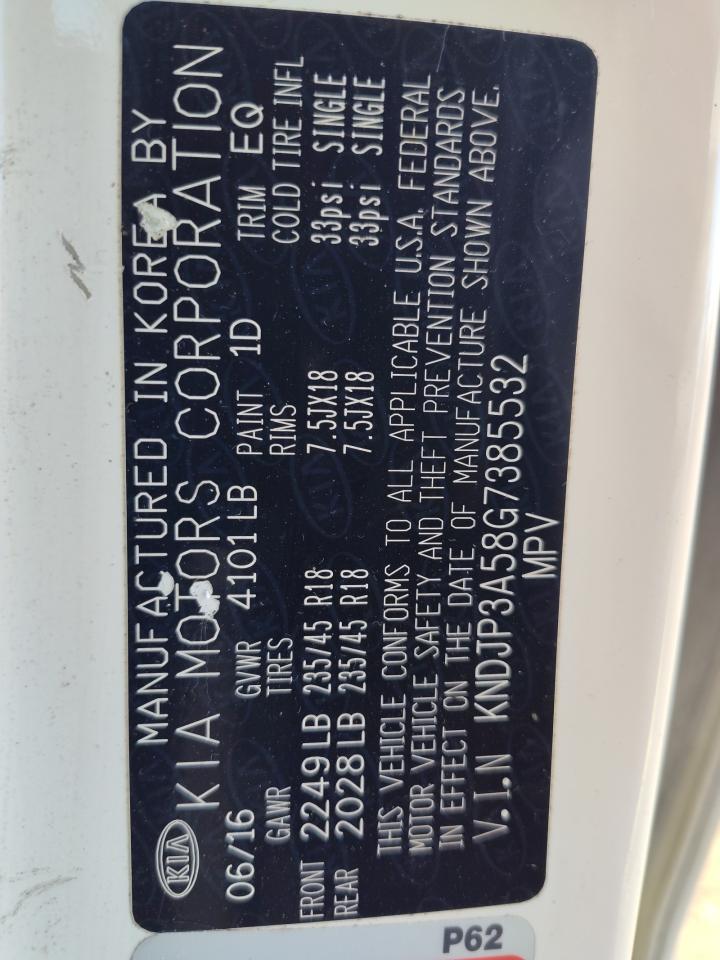 KIA
MANUFACTURED IN KOREA BY
KIA MOTORS CORPORATION
06/16 GVWR 4101LB PAINT 1D TRIM EQ
GAWR TIRES RIMS COLD TIRE INFL
FRONT 2249LB 235/45 R18 7.5JX18 33psi SINGLE
REAR 2028LB 235/45 R18 7.5JX18 33psi SINGLE
THIS VEHICLE CONFORMS TO ALL APPLICABLE U.S.A. FEDERAL
MOTOR VEHICLE SAFETY AND THEFT PREVENTION STANDARDS
IN EFFECT ON THE DATE OF MANUFACTURE SHOWN ABOVE.
V.I.N KNDJP3A58G7385532
MPV
P62